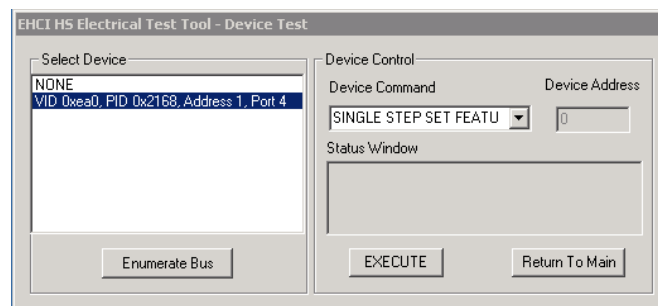 EHCI HS Electrical Test Tool - Device Test
Select Device
NONE
VID 0xea0, PID 0x2168, Address 1, Port 4
Enumerate Bus
Device Control
Device Command
Device Address
SINGLE STEP SET FEATU
0
Status Window
EXECUTE
Return To Main